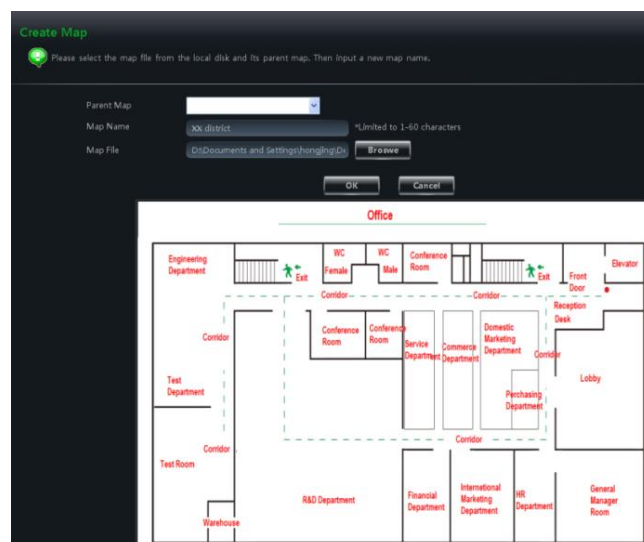 Create Map
Please select the map file from the local disk and its parent map. Then input a new map name.
Parent Map
Map Name
XX district
*Limited to 1-60 characters
Map File
D:\Documents and Settings\hongjing\De
Broswe
OK
Cancel
Office
Engineering
Department
Exit
WC
Female
WC
Male
Conference
Room
Exit
Front
Door
Elevator
Corridor
Corridor
Reception
Desk
Corridor
Conference
Room
Conference
Room
Service
Department
Commerce
Department
Domestic
Marketing
Department
Corridor
Lobby
Test
Department
Perchasing
Department
Corridor
Corridor
Test Room
R&D Department
Financial
Department
International
Marketing
Department
HR
Department
General
Manager
Room
Warehouse